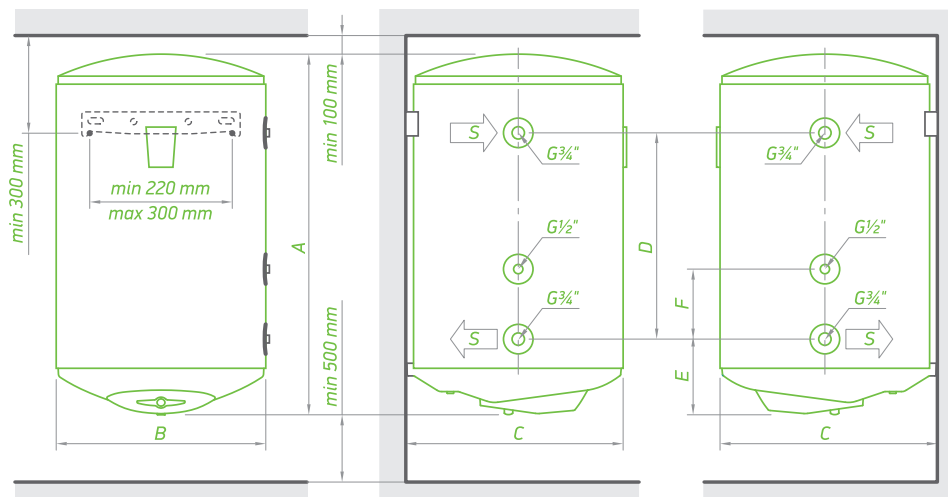 min 300 mm
min 220 mm
max 300 mm
B
A
min 100 mm
min 500 mm
S
G¾"
G½"
G¾"
S
D
C
G¾"
S
G½"
F
G¾"
S
E
C